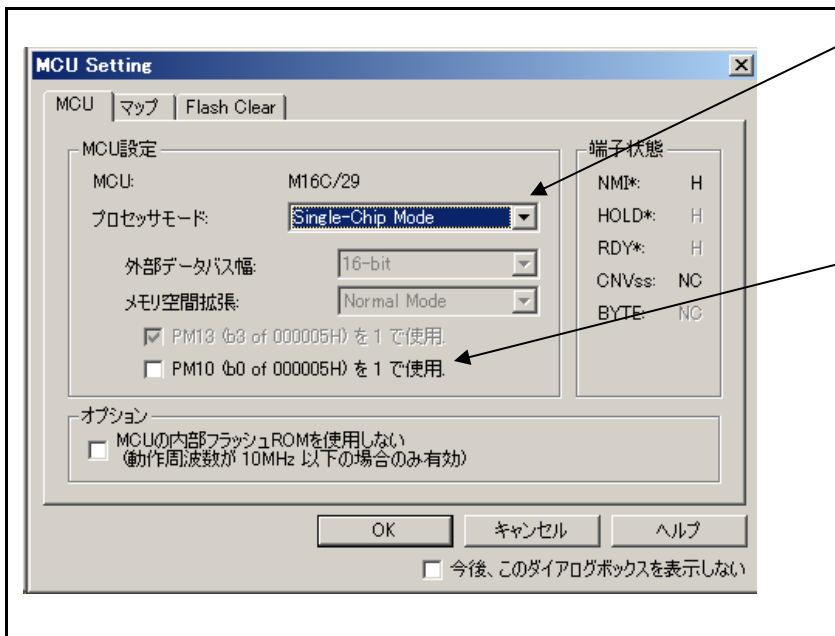 MCU Setting
MCU マップ Flash Clear
MCU設定
MCU: M16C/29
プロセッサモード: Single-Chip Mode
外部データバス幅: 16-bit
メモリ空間拡張: Normal Mode
PM13 (b3 of 000005H) を 1 で使用.
PM10 (b0 of 000005H) を 1 で使用.
端子状態
NMI*: H
HOLD*: H
RDY*: H
CNVss: NC
BYTE: NC
オプション
MCUの内部フラッシュROMを使用しない
(動作周波数が 10MHz 以下の場合のみ有効)
OK キャンセル ヘルプ
今後、このダイアログボックスを表示しない